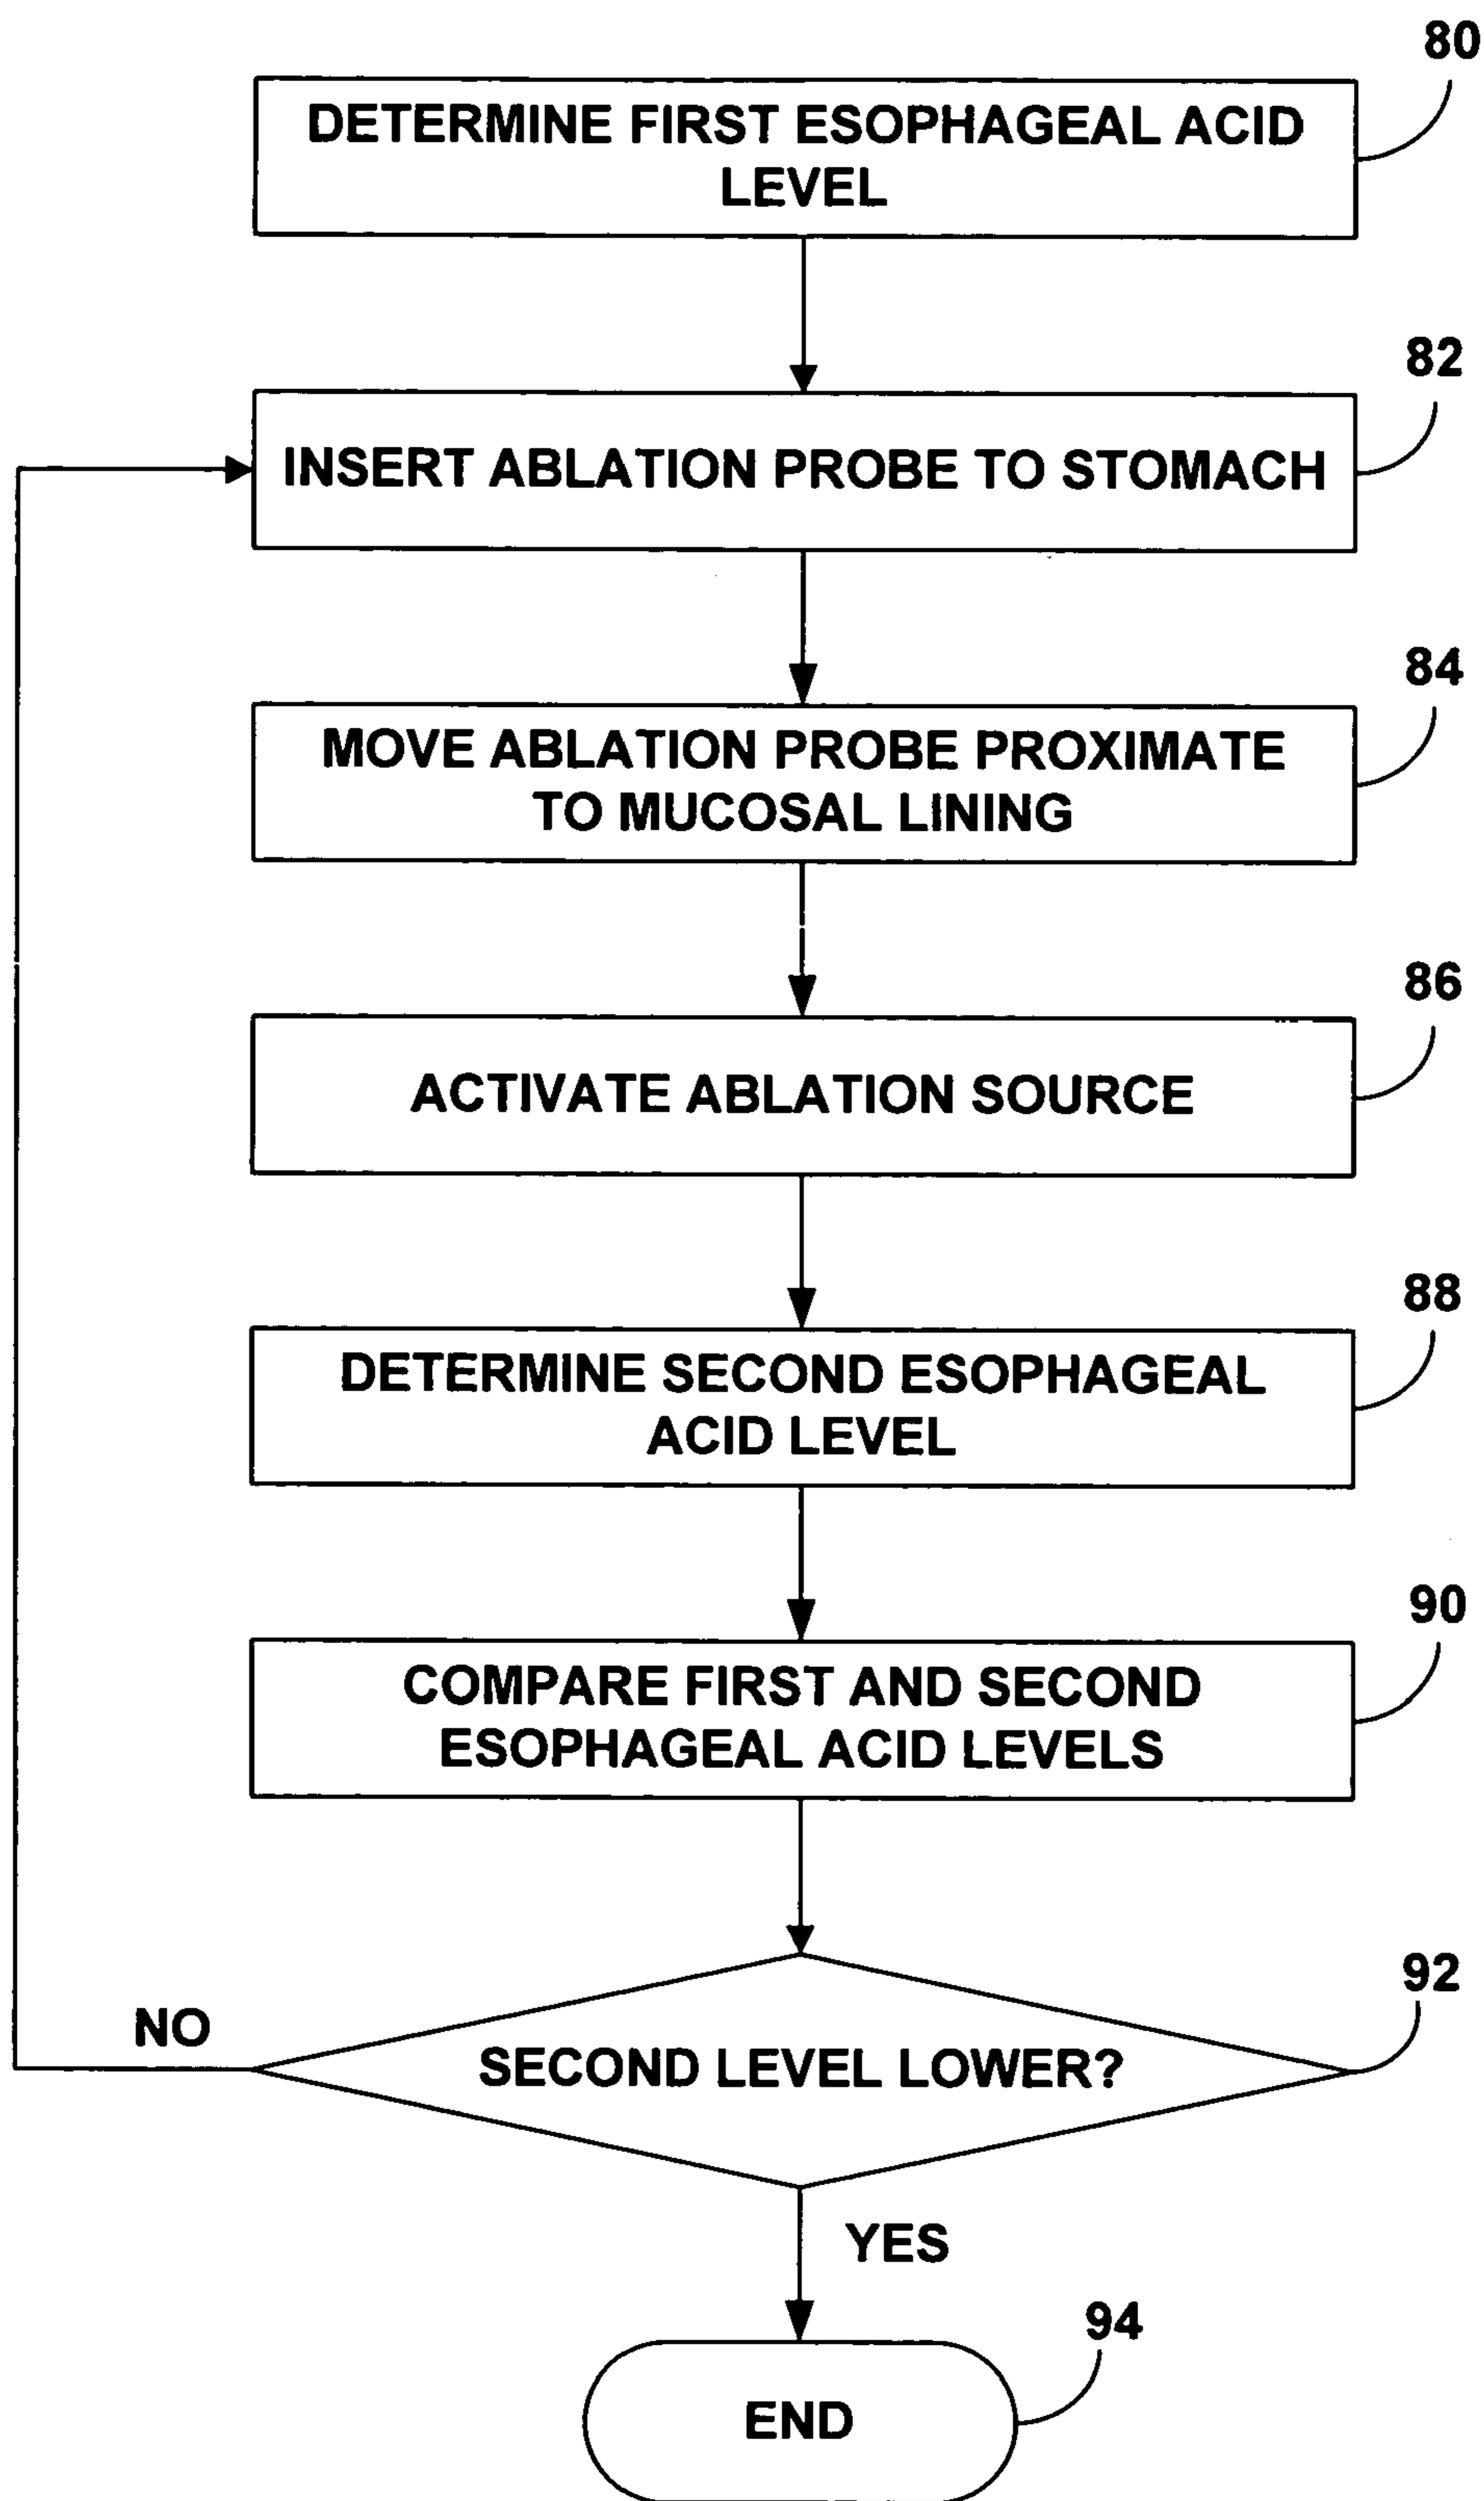 80
DETERMINE FIRST ESOPHAGEAL ACID
LEVEL
82
INSERT ABLATION PROBE TO STOMACH
84
MOVE ABLATION PROBE PROXIMATE
TO MUCOSAL LINING
86
ACTIVATE ABLATION SOURCE
88
DETERMINE SECOND ESOPHAGEAL
ACID LEVEL
90
COMPARE FIRST AND SECOND
ESOPHAGEAL ACID LEVELS
92
NO
SECOND LEVEL LOWER?
YES
94
END